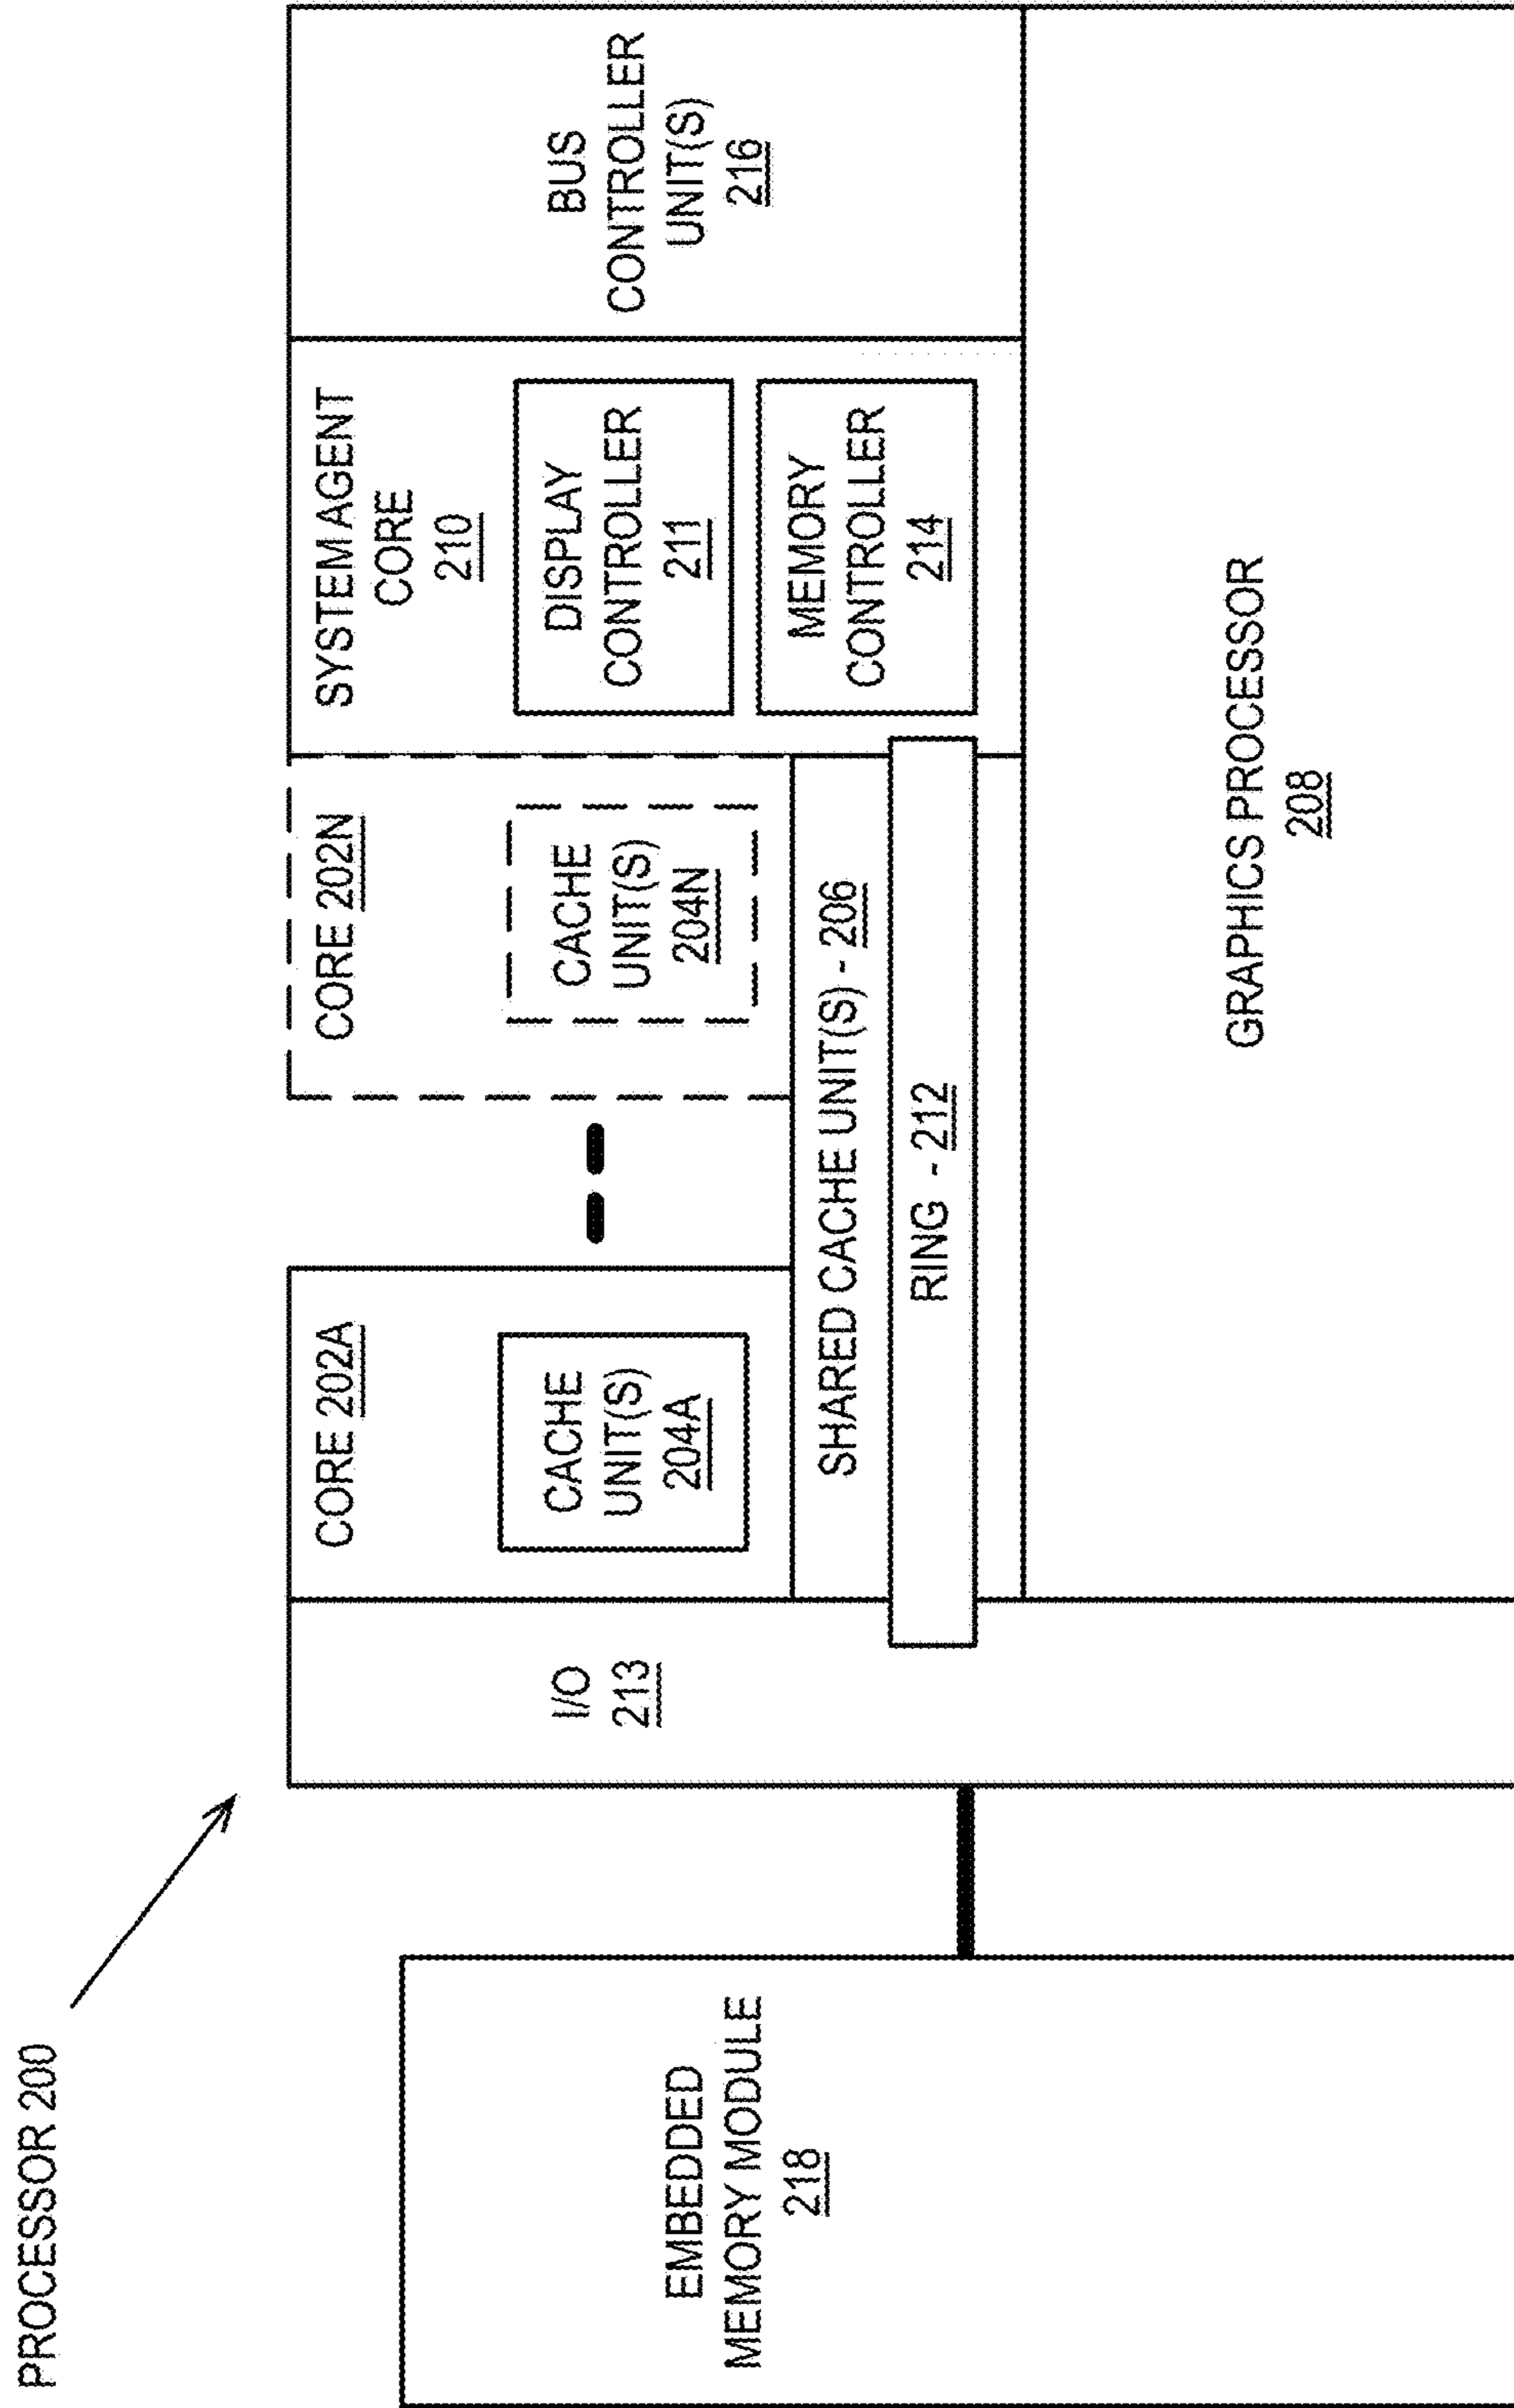 PROCESSOR 200
EMBEDDED
MEMORY MODULE
218
I/O
213
CORE 202A
CACHE
UNIT(S)
204A
CORE 202N
CACHE
UNIT(S)
204N
SHARED CACHE UNIT(S) - 206
RING - 212
SYSTEM AGENT
CORE
210
DISPLAY
CONTROLLER
211
MEMORY
CONTROLLER
214
BUS
CONTROLLER
UNIT(S)
216
GRAPHICS PROCESSOR
208